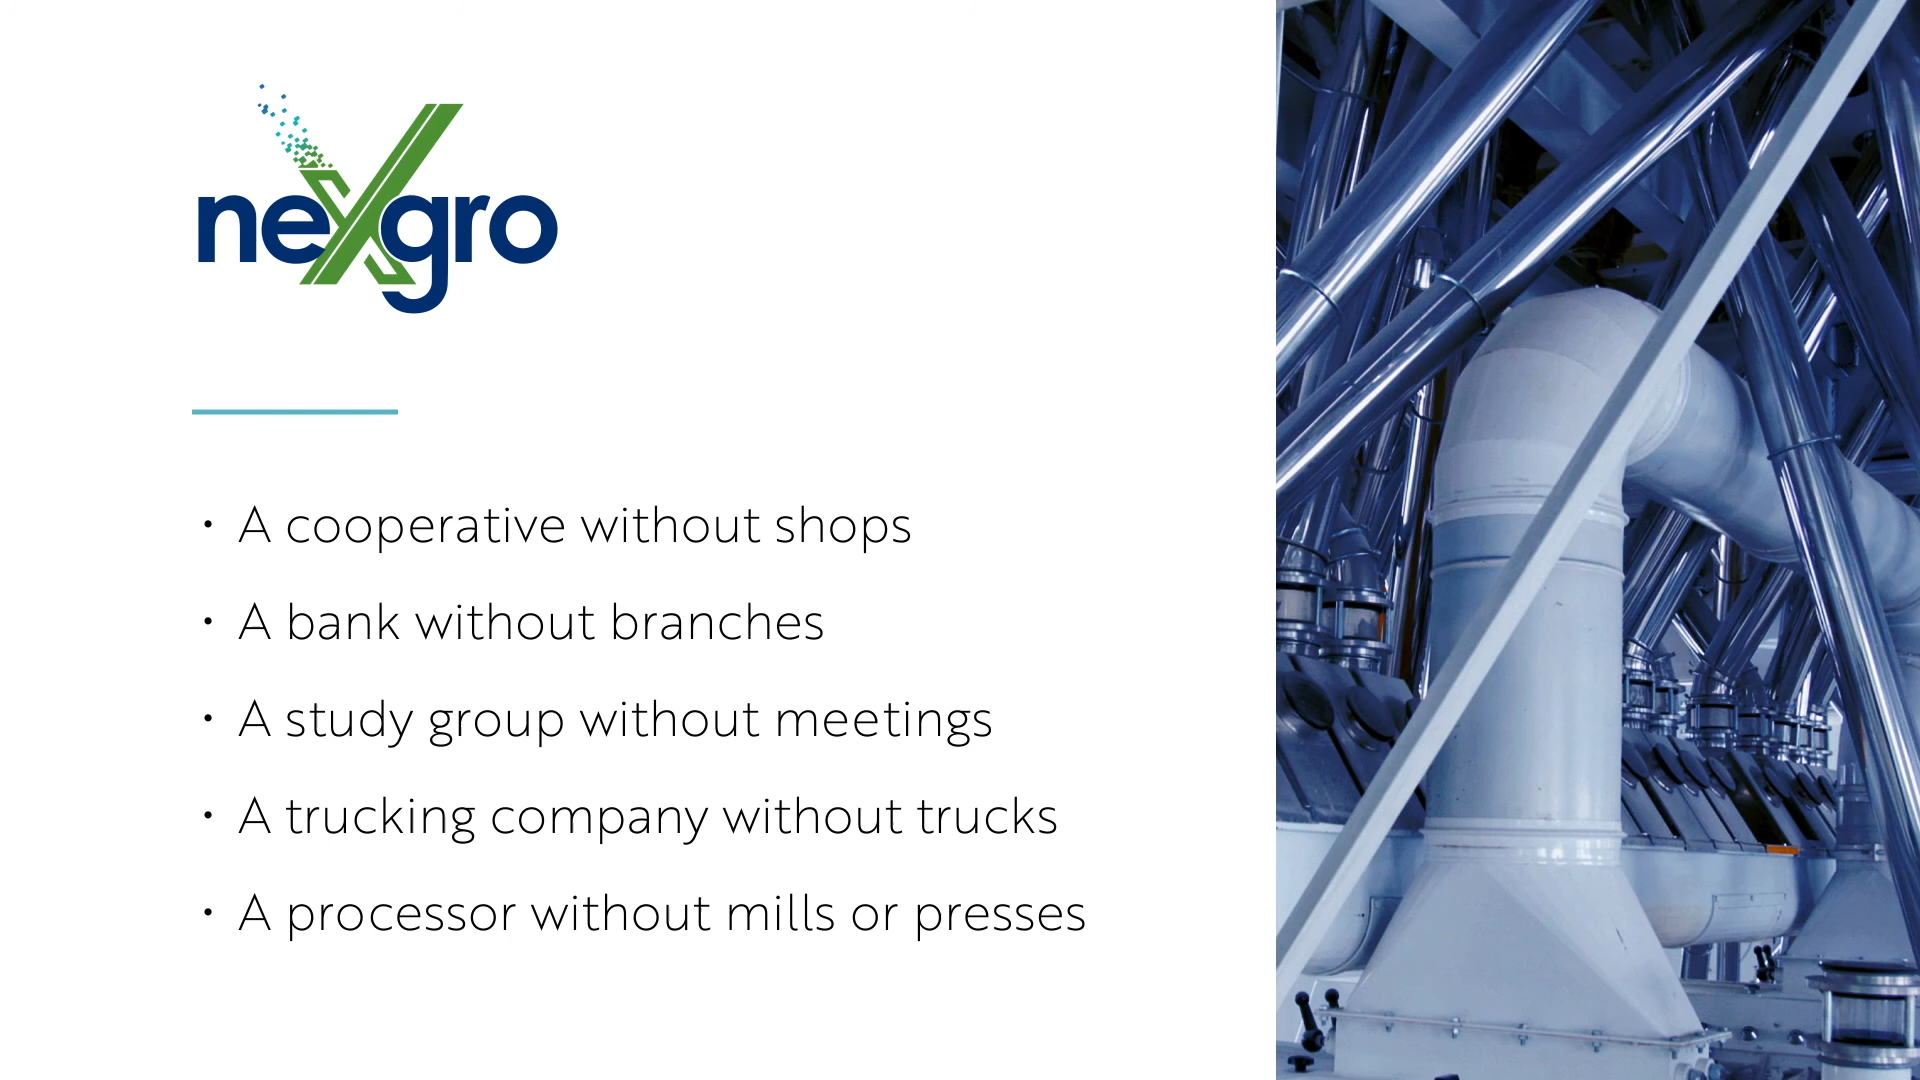 nexgro
• A cooperative without shops
• A bank without branches
• A study group without meetings
• A trucking company without trucks
• A processor without mills or presses